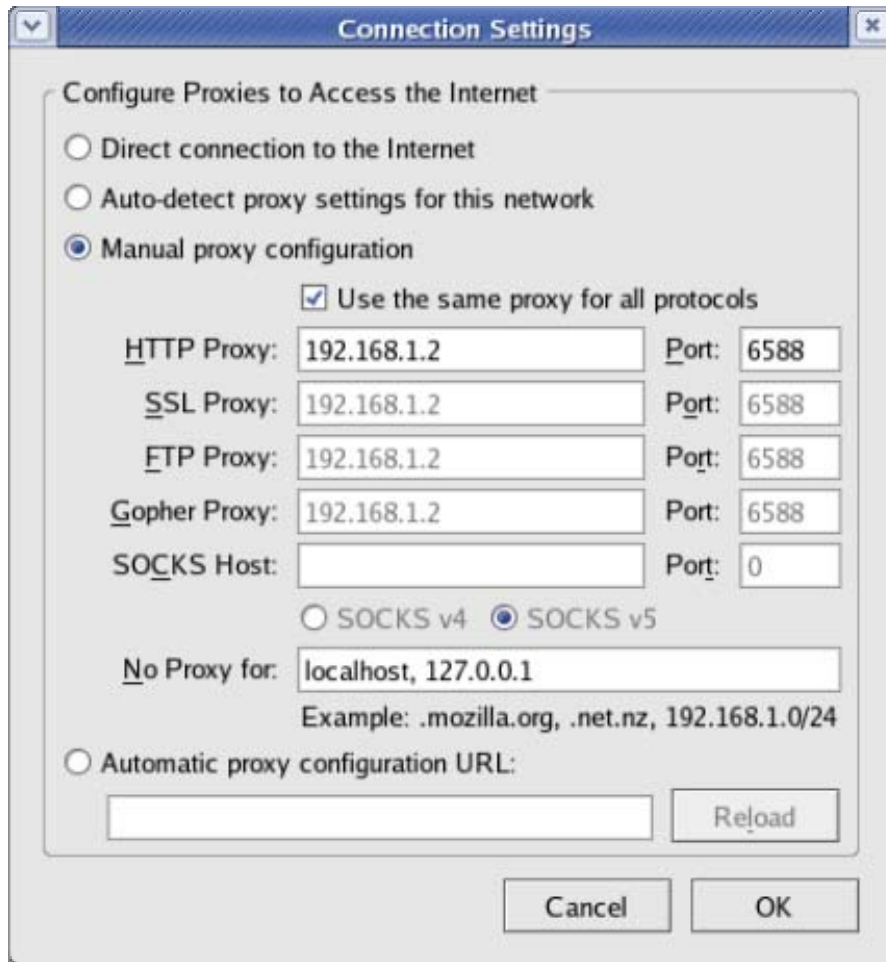 Connection Settings
Configure Proxies to Access the Internet
Direct connection to the Internet
Auto-detect proxy settings for this network
Manual proxy configuration
Use the same proxy for all protocols
HTTP Proxy: 192.168.1.2 Port: 6588
SSL Proxy: 192.168.1.2 Port: 6588
FTP Proxy: 192.168.1.2 Port: 6588
Gopher Proxy: 192.168.1.2 Port: 6588
SOCKS Host: Port: 0
SOCKS v4 SOCKS v5
No Proxy for: localhost, 127.0.0.1
Example: .mozilla.org, .net.nz, 192.168.1.0/24
Automatic proxy configuration URL:
Reload
Cancel OK